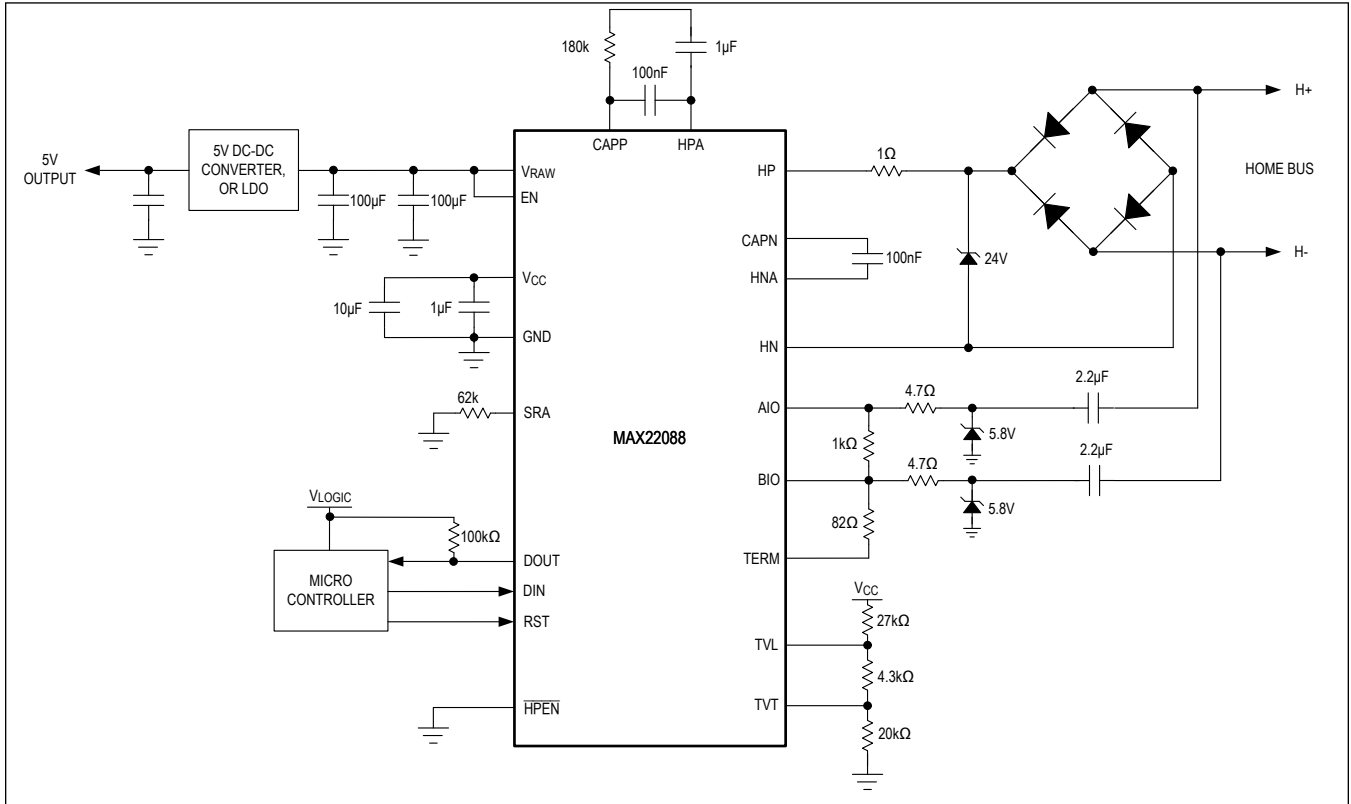 180k
1µF
100nF
CAPP
HPA
5V
OUTPUT
5V DC-DC
CONVERTER,
OR LDO
100µF
100µF
VRAW
EN
10µF
1µF
VCC
GND
62k
SRA
VLOGIC
100kΩ
MICRO
CONTROLLER
DOUT
DIN
RST
HPEN
MAX22088
HP
1Ω
H+
HOME BUS
H-
CAPN
HNA
100nF
24V
HN
AIO
4.7Ω
2.2µF
5.8V
1kΩ
BIO
4.7Ω
2.2µF
5.8V
82Ω
TERM
VCC
27kΩ
TVL
4.3kΩ
TVT
20kΩ